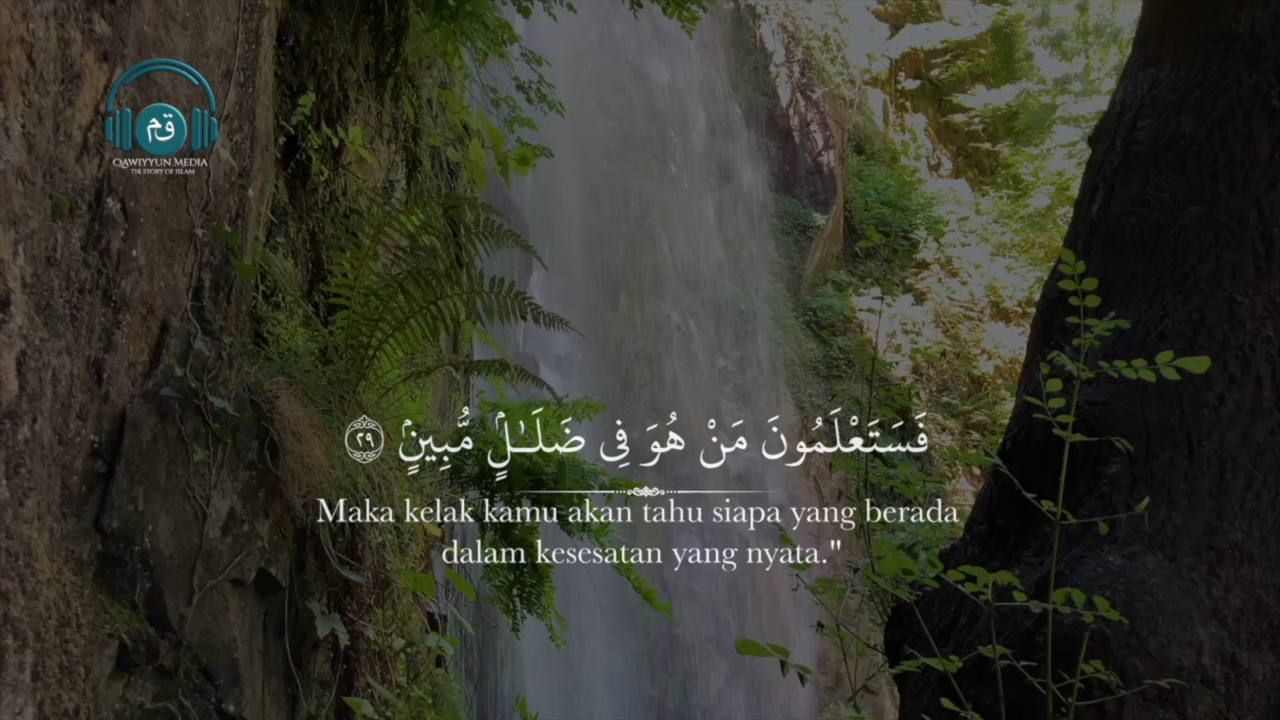 قم
QAWIYYUN MEDIA
THE STORY OF ISLAM
فَسَتَعْلَمُونَ مَنْ هُوَ فِى ضَلَـٰلٍۢ مُّبِينٍۢ ٢٩
Maka kelak kamu akan tahu siapa yang berada
dalam kesesatan yang nyata."